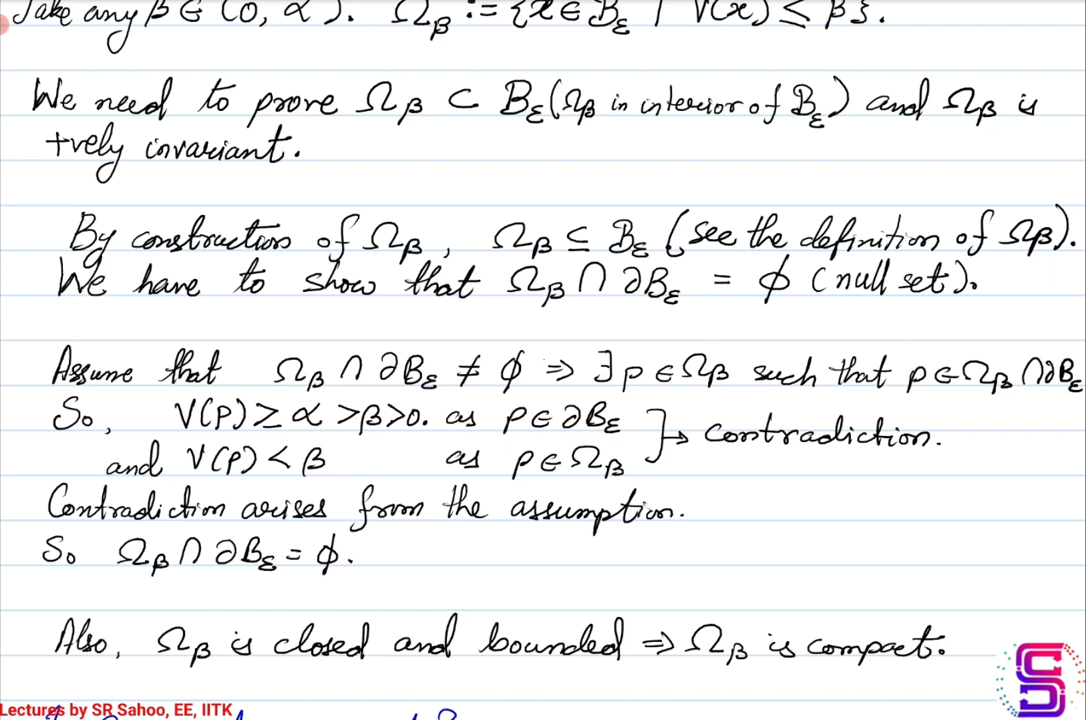 Take any β ∈ (0, α). Ω_β := {x ∈ B_ε | V(x) ≤ β}.
We need to prove Ω_β ⊂ B_ε (Ω_β in interior of B_ε) and Ω_β is
+vely invariant.
By construction of Ω_β, Ω_β ⊆ B_ε (see the definition of Ω_β).
We have to show that Ω_β ∩ ∂B_ε = ϕ (null set).
Assume that Ω_β ∩ ∂B_ε ≠ ϕ ⇒ ∃ p ∈ Ω_β such that p ∈ Ω_β ∩ ∂B_ε
So, V(p) ≥ α > β > 0. as p ∈ ∂B_ε
and V(p) < β as p ∈ Ω_β } → contradiction.
Contradiction arises from the assumption.
So Ω_β ∩ ∂B_ε = ϕ.
Also, Ω_β is closed and bounded ⇒ Ω_β is compact.
Lectures by SR Sahoo, EE, IITK